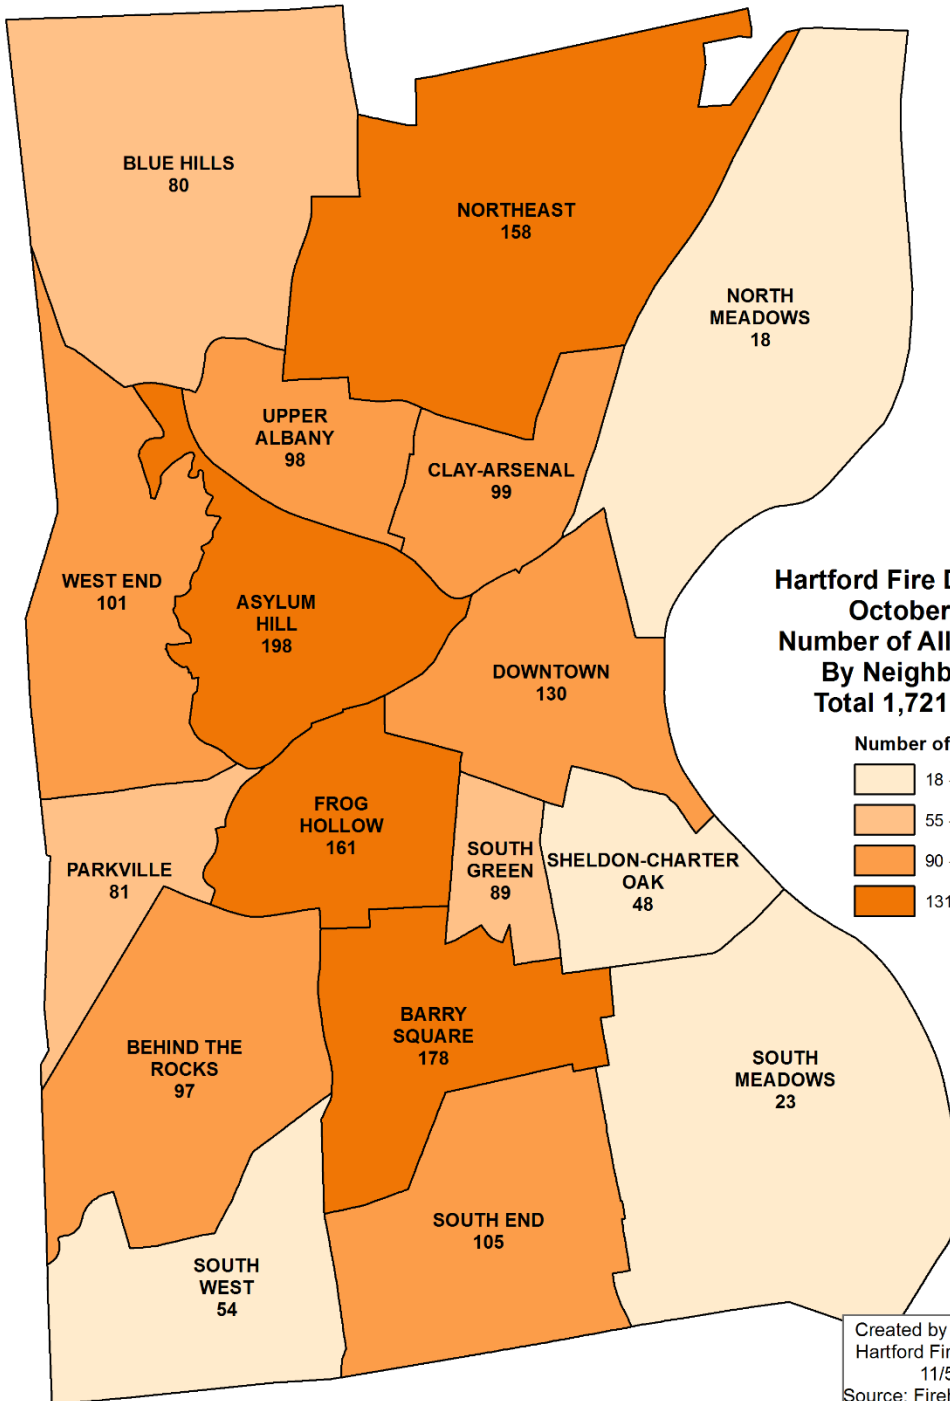 BLUE HILLS
80
NORTHEAST
158
NORTH
MEADOWS
18
UPPER
ALBANY
98
CLAY-ARSENAL
99
WEST END
101
ASYLUM
HILL
198
DOWNTOWN
130
Hartford Fire
October
Number of All
By
Total 1,721
Number of
18
55
90
131
FROG
HOLLOW
161
SOUTH
GREEN
89
SHELDON-CHARTER
OAK
48
PARKVILLE
81
BARRY
SQUARE
178
BEHIND THE
ROCKS
97
SOUTH
MEADOWS
23
SOUTH END
105
SOUTH
WEST
54
Created by
Hartford
11/5
Source: